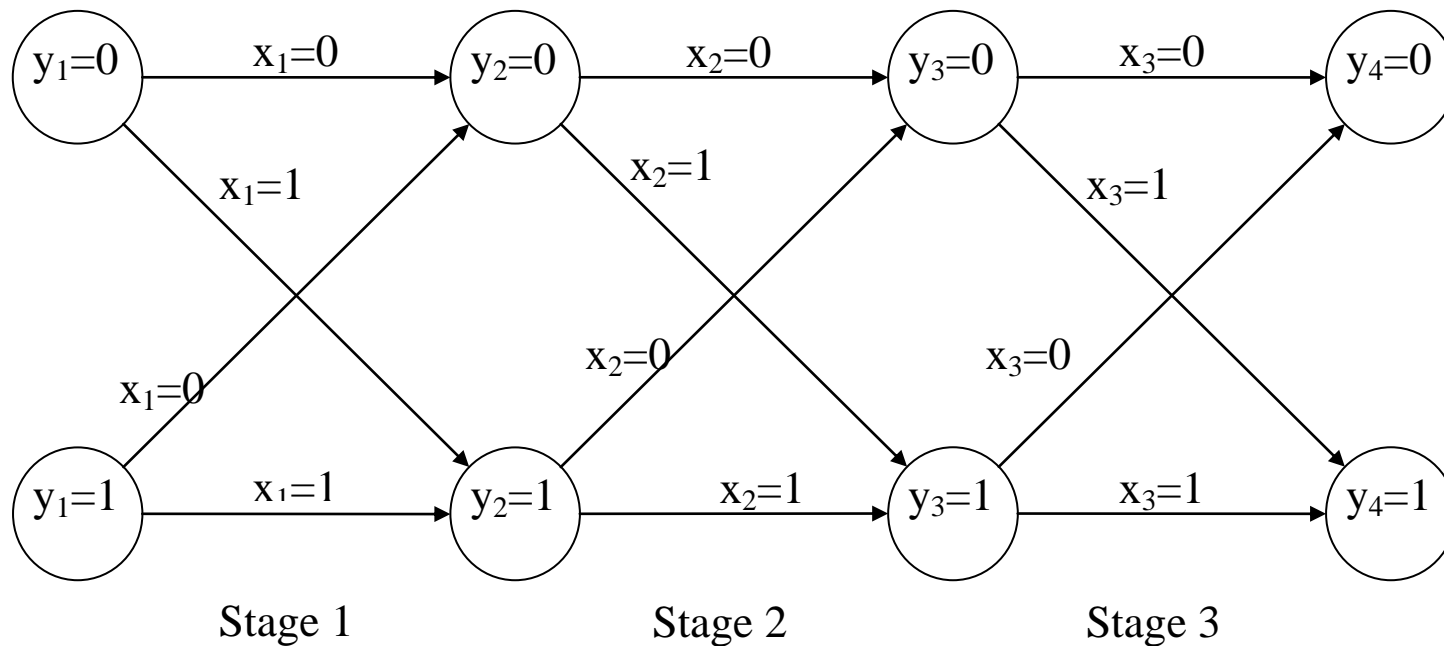 y₁=0 x₁=0 y₂=0 x₂=0 y₃=0 x₃=0 y₄=0
x₁=1 x₂=1 x₃=1
x₁=0 x₂=0 x₃=0
y₁=1 x₁=1 y₂=1 x₂=1 y₃=1 x₃=1 y₄=1
Stage 1 Stage 2 Stage 3